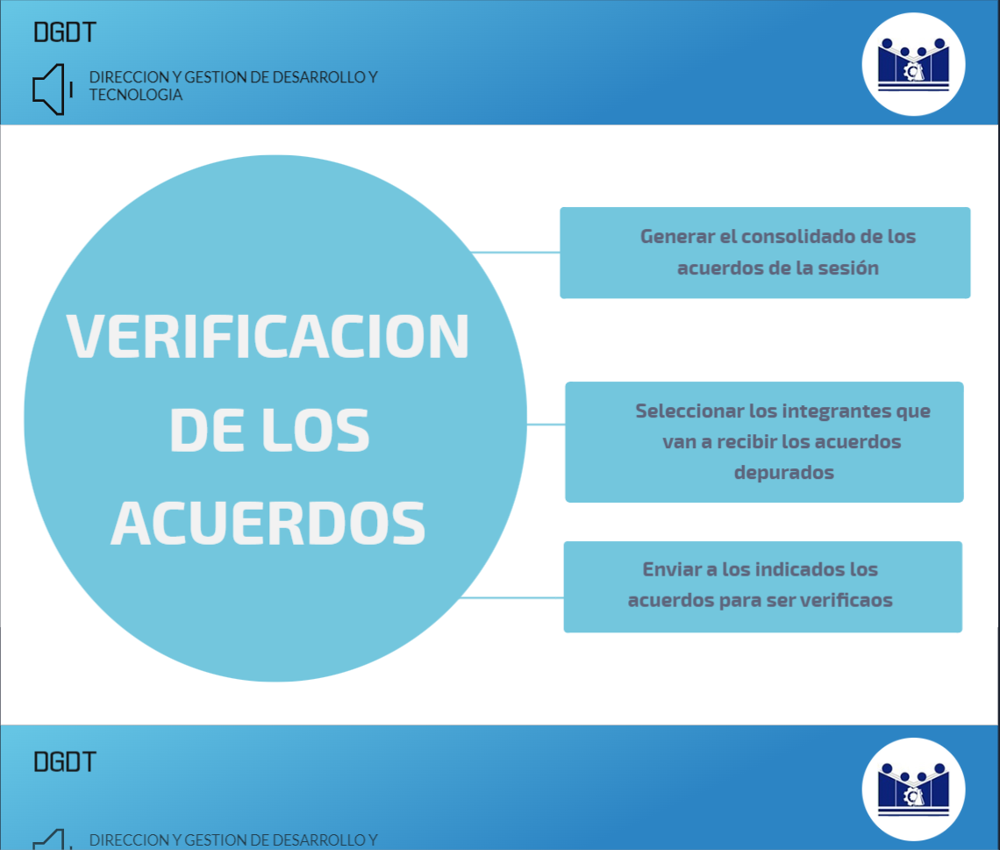 DGDT
DIRECCION Y GESTION DE DESARROLLO Y
TECNOLOGIA
VERIFICACION
DE LOS
ACUERDOS
Generar el consolidado de los
acuerdos de la sesión
Seleccionar los integrantes que
van a recibir los acuerdos
depurados
Enviar a los indicados los
acuerdos para ser verificaos
DGDT
DIRECCION Y GESTION DE DESARROLLO Y